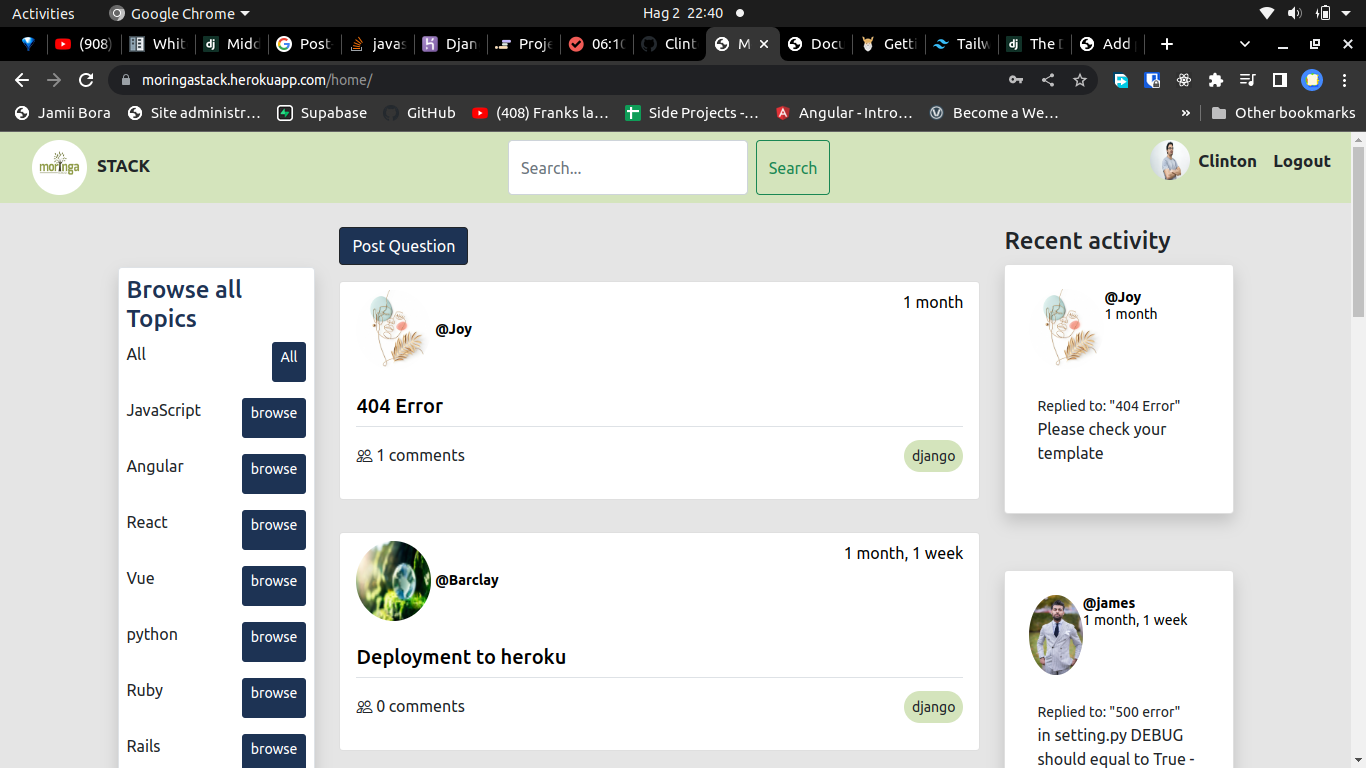 Activities
Google Chrome
Hag 2 22:40
(908)
Whit
Midd
Post-
javas
Djan
Proje
06:10
Clint
M
Docu
Getti
Tailw
The D
Add
moringastack.herokuapp.com/home/
Jamii Bora
Site administr…
Supabase
GitHub
(408) Franks la…
Side Projects -…
Angular - Intro…
Become a We…
»
Other bookmarks
moringa
STACK
Search...
Search
Clinton
Logout
Browse all
Topics
All
All
JavaScript
browse
Angular
browse
React
browse
Vue
browse
python
browse
Ruby
browse
Rails
browse
Post Question
@Joy
1 month
404 Error
1 comments
django
@Barclay
1 month, 1 week
Deployment to heroku
0 comments
django
Recent activity
@Joy
1 month
Replied to: "404 Error"
Please check your
template
@james
1 month, 1 week
Replied to: "500 error"
in setting.py DEBUG
should equal to True -